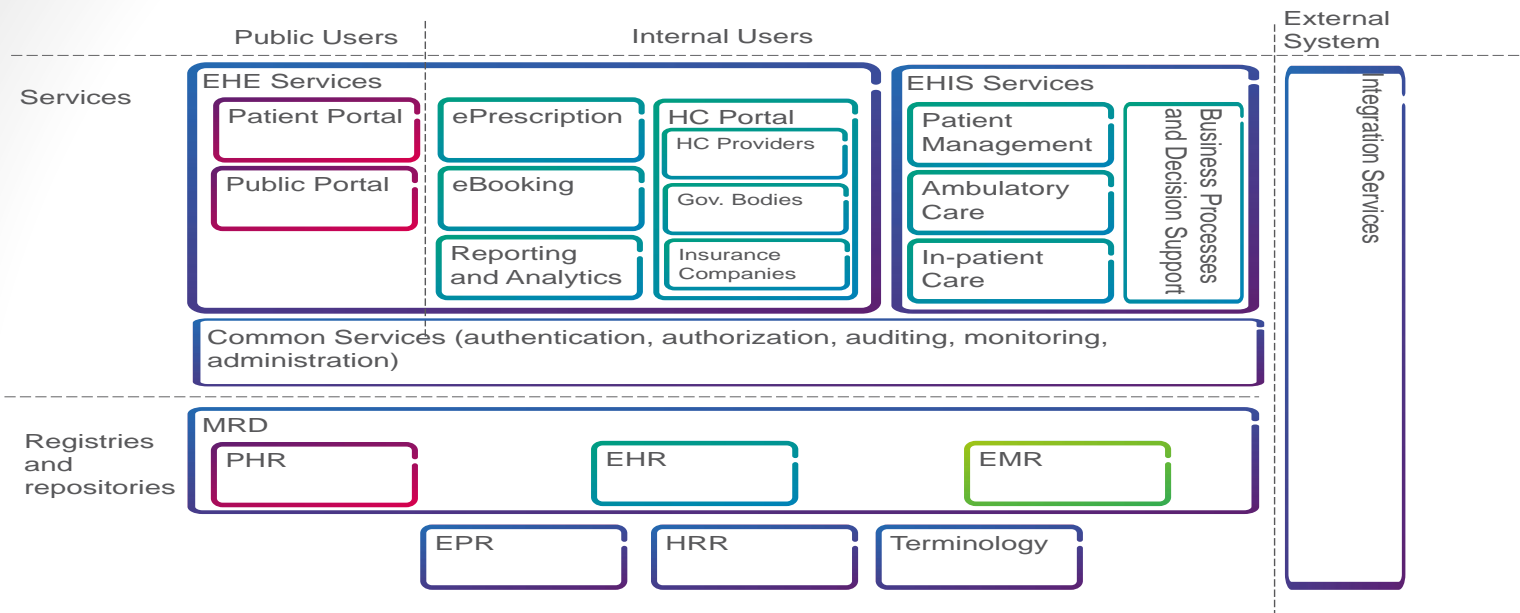 Public Users
Internal Users
External
System
Services
EHE Services
Patient Portal
Public Portal
ePrescription
eBooking
Reporting
and Analytics
HC Portal
HC Providers
Gov. Bodies
Insurance
Companies
EHIS Services
Patient
Management
Ambulatory
Care
In-patient
Care
Business Processes
and Decision Support
Integration Services
Common Services (authentication, authorization, auditing, monitoring,
administration)
Registries
and
repositories
MRD
PHR
EHR
EMR
EPR
HRR
Terminology